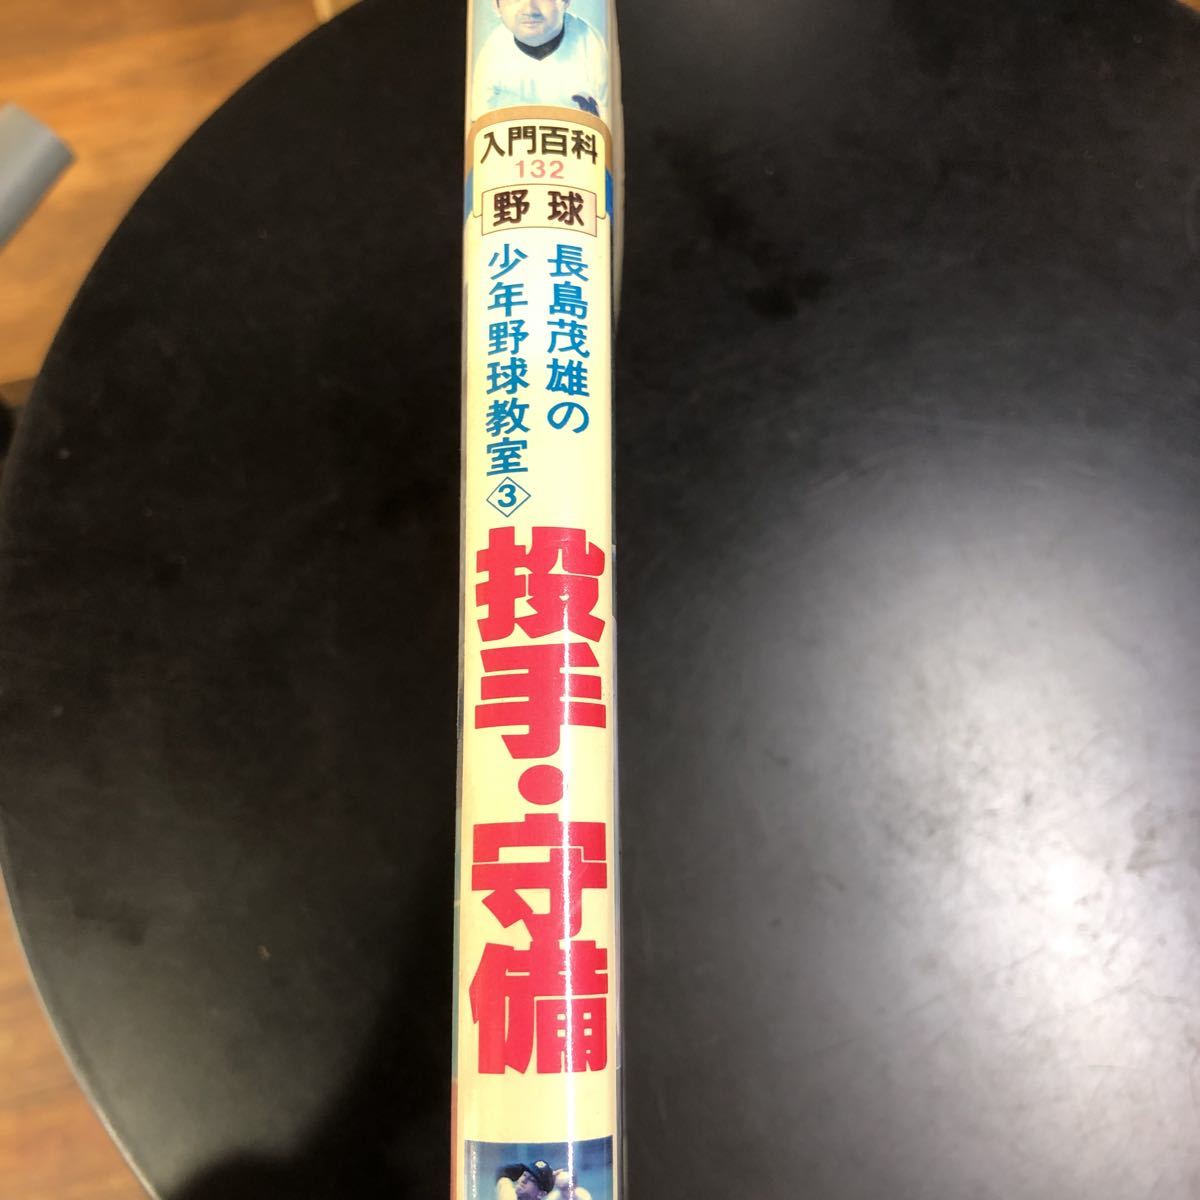 入門百科
132
野球
長島茂雄の
少年野球教室3
投手・守備